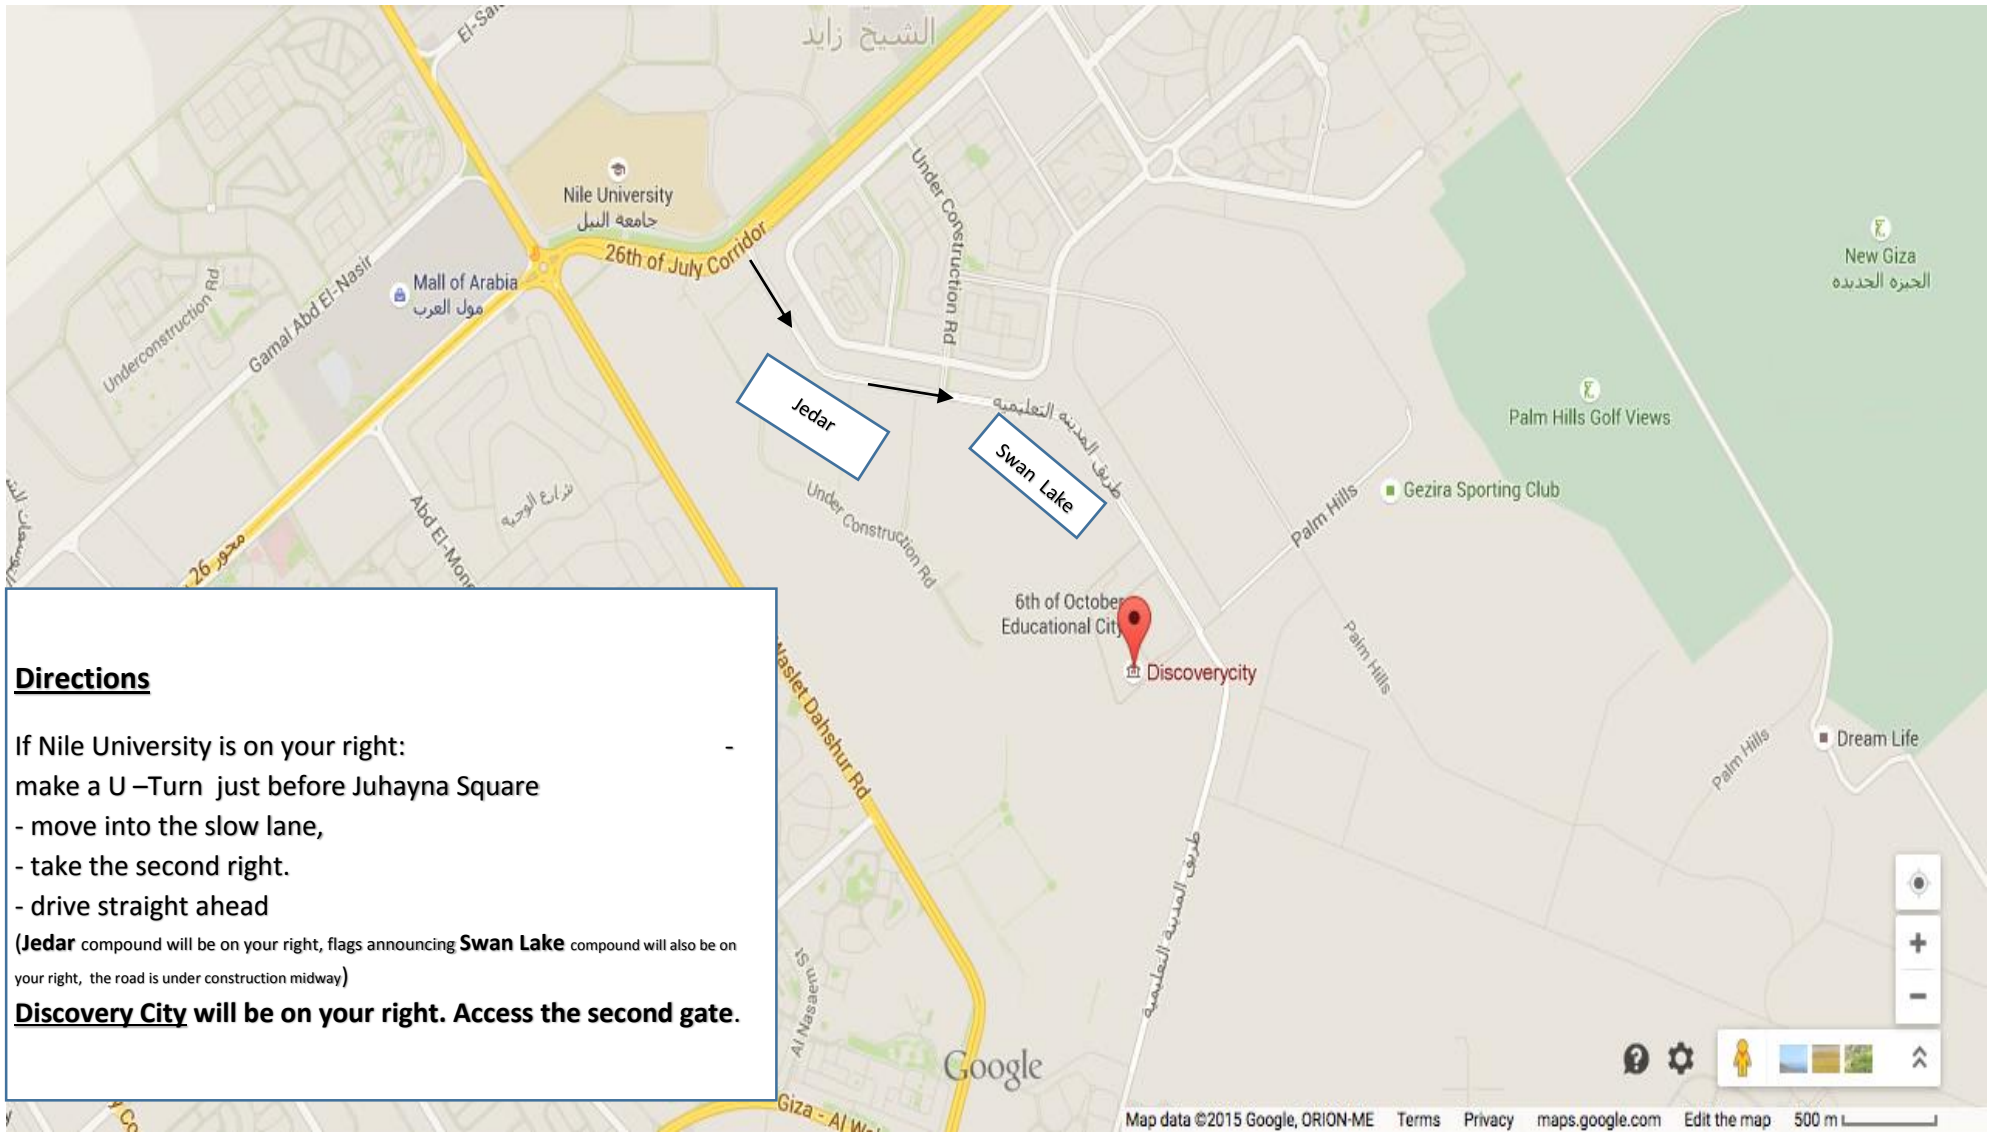 El-Sa
الشيخ زايد
Nile University
جامعة النيل
Under Construction Rd
26th of July Corridor
Mall of Arabia
مول العرب
Gamal Abd El-Nasir
Underconstruction Rd
New Giza
الجيزه الجديده
Palm Hills Golf Views
Jedar
طريق المدينه التعليميه
Swan Lake
Gezira Sporting Club
Palm Hills
Abd El-Mone
Under Construction Rd
محور 26
6th of October
Educational City
Discoverycity
Palm Hills
Palm Hills
Dream Life
Waslet Dahshur Rd
Directions
If Nile University is on your right: -
make a U –Turn just before Juhayna Square
- move into the slow lane,
- take the second right.
- drive straight ahead
(Jedar compound will be on your right, flags announcing Swan Lake compound will also be on
your right, the road is under construction midway)
Discovery City will be on your right. Access the second gate.
طريق المدينة التعليمية
Al Nasaem St
Google
Giza - Al Wa
y Co
Map data ©2015 Google, ORION-ME Terms Privacy maps.google.com Edit the map 500 m